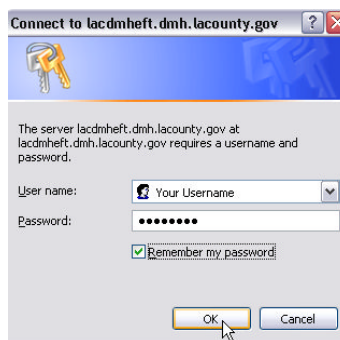 Connect to lacdmheft.dmh.lacounty.gov
The server lacdmheft.dmh.lacounty.gov at
lacdmheft.dmh.lacounty.gov requires a username and
password.
User name:
Your Username
Password:
••••••••
Remember my password
OK
Cancel